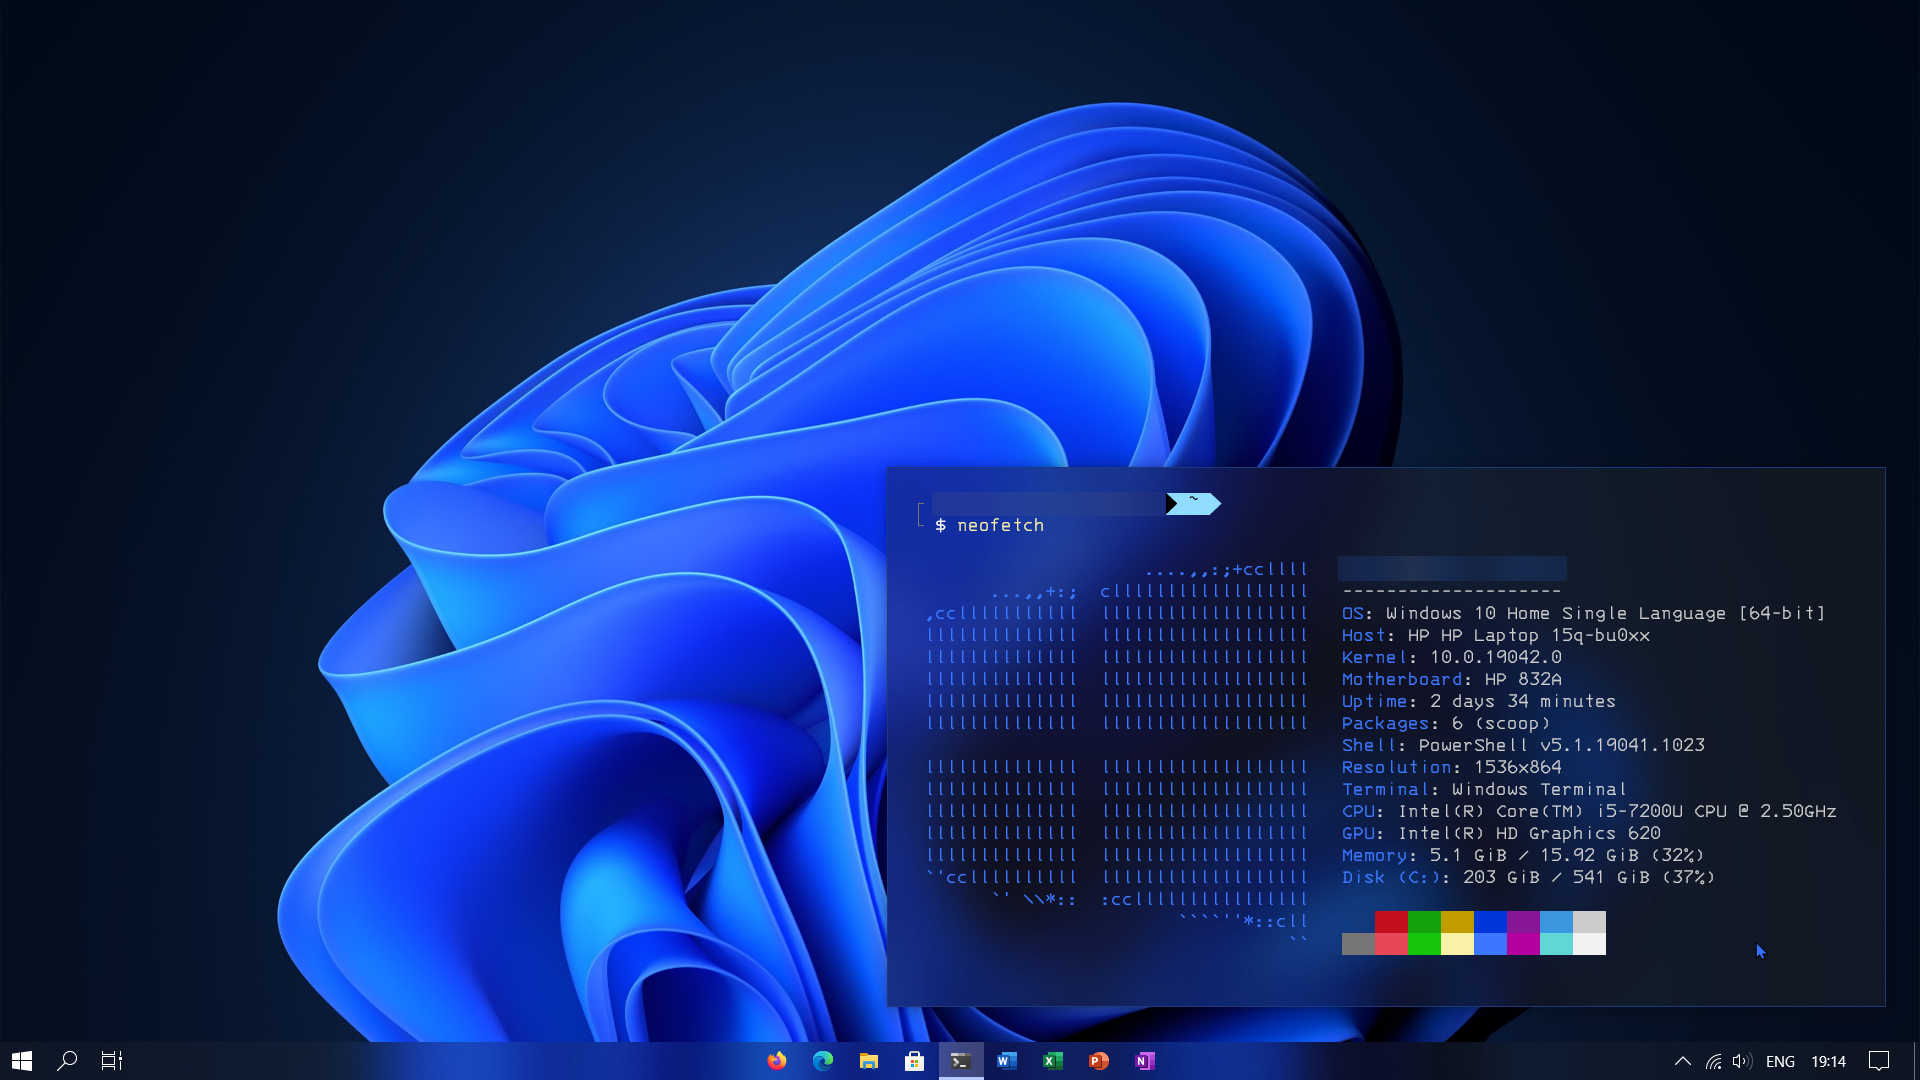 ~
$ neofetch
....,,:;+ccllll
...,,+:;  cllllllllllllllllll
,cclllllllllll  lllllllllllllllllll
llllllllllllll  lllllllllllllllllll
llllllllllllll  lllllllllllllllllll
llllllllllllll  lllllllllllllllllll
llllllllllllll  lllllllllllllllllll
llllllllllllll  lllllllllllllllllll
llllllllllllll  lllllllllllllllllll
llllllllllllll  lllllllllllllllllll
llllllllllllll  lllllllllllllllllll
llllllllllllll  lllllllllllllllllll
llllllllllllll  lllllllllllllllllll
``cccllllllllll  lllllllllllllllllll
`' \\*::  :ccllllllllllllllll
````''*::cll
``
--------------------
OS: Windows 10 Home Single Language [64-bit]
Host: HP HP Laptop 15q-bu0xx
Kernel: 10.0.19042.0
Motherboard: HP 832A
Uptime: 2 days 34 minutes
Packages: 6 (scoop)
Shell: PowerShell v5.1.19041.1023
Resolution: 1536x864
Terminal: Windows Terminal
CPU: Intel(R) Core(TM) i5-7200U CPU @ 2.50GHz
GPU: Intel(R) HD Graphics 620
Memory: 5.1 GiB / 15.92 GiB (32%)
Disk (C:): 203 GiB / 541 GiB (37%)
ENG 19:14